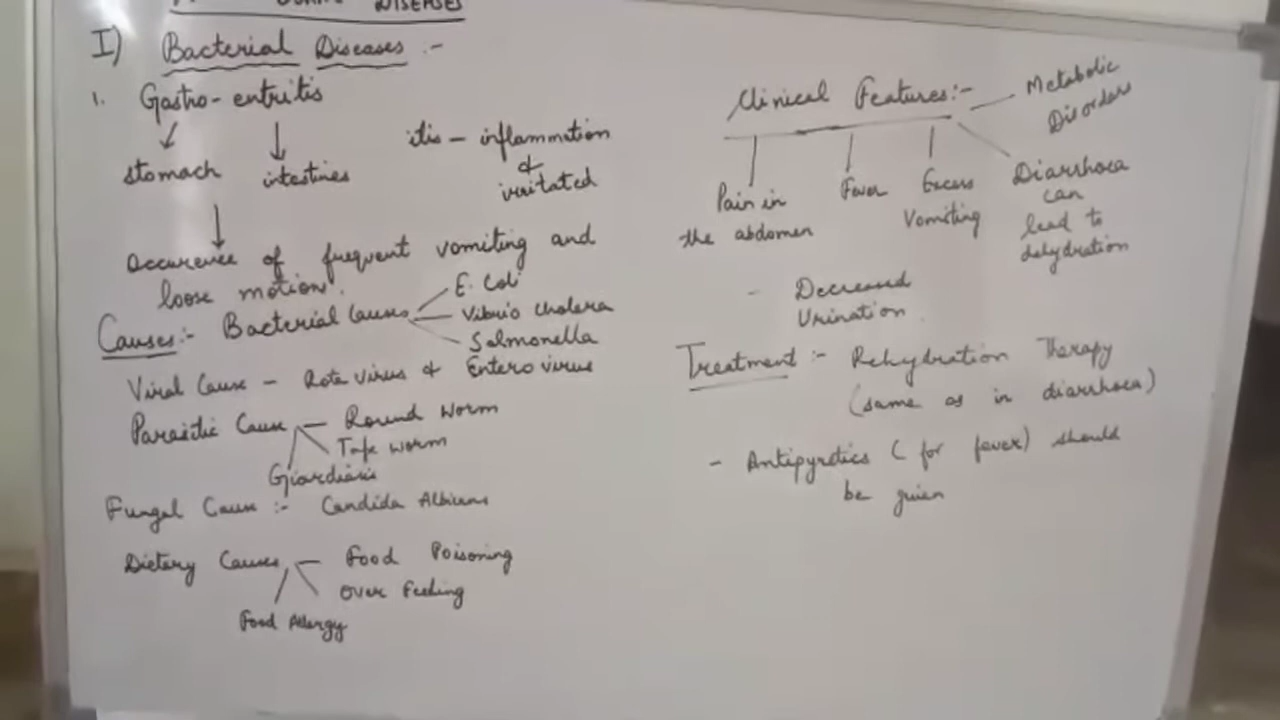 DISEASES
I) Bacterial Diseases :-
1. Gastro-entritis
stomach intestines
itis - inflammation
&
irritated
occurence of frequent vomiting and
loose motion.
Causes:- Bacterial Causes
E. Coli
Vibrio Cholera
Salmonella
Viral Cause - Rota virus & Entero virus
Parasitic Cause - Round Worm
Tape worm
Giardiasis
Fungal Cause :- Candida Albicans
Dietary Causes - Food Poisoning
over Feeding
Food Allergy
Clinical Features:-
Metabolic
Disorders
Pain in
the abdomen
Fever
Excess
Vomiting
Diarrhoea
can
lead to
dehydration
- Decreased
Urination.
Treatment :- Rehydration Therapy
(same as in diarrhoea)
- Antipyretics (for fever) should
be given